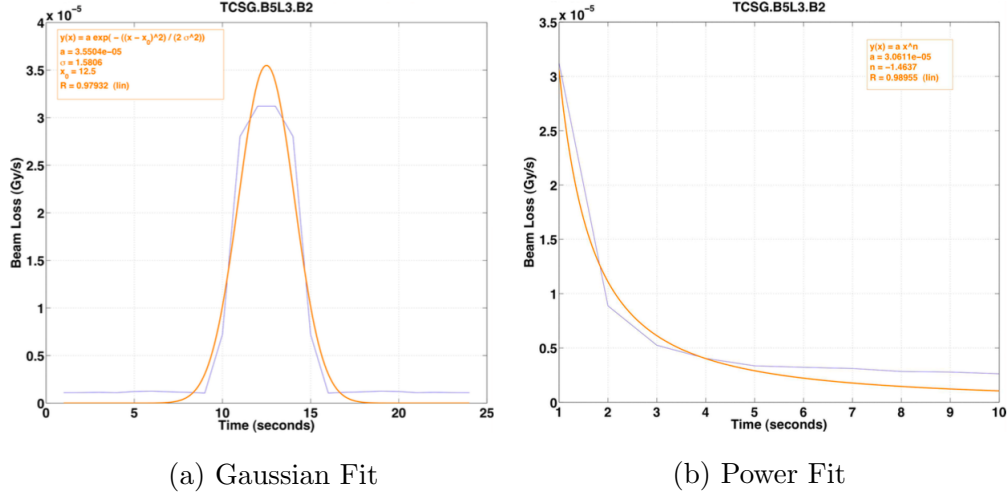 TCSG.B5L3.B2
x 10^-5
y(x) = a exp( - ((x - x_0)^2) / (2 σ^2))
a = 3.5504e-05
σ = 1.5806
x_0 = 12.5
R = 0.97932 (lin)
4
3.5
3
2.5
2
1.5
1
0.5
0
Beam Loss (Gy/s)
0 5 10 15 20 25
Time (seconds)
(a) Gaussian Fit
TCSG.B5L3.B2
x 10^-5
y(x) = a x^n
a = 3.0611e-05
n = -1.4637
R = 0.98955 (lin)
3.5
3
2.5
2
1.5
1
0.5
0
Beam Loss (Gy/s)
1 2 3 4 5 6 7 8 9 10
Time (seconds)
(b) Power Fit